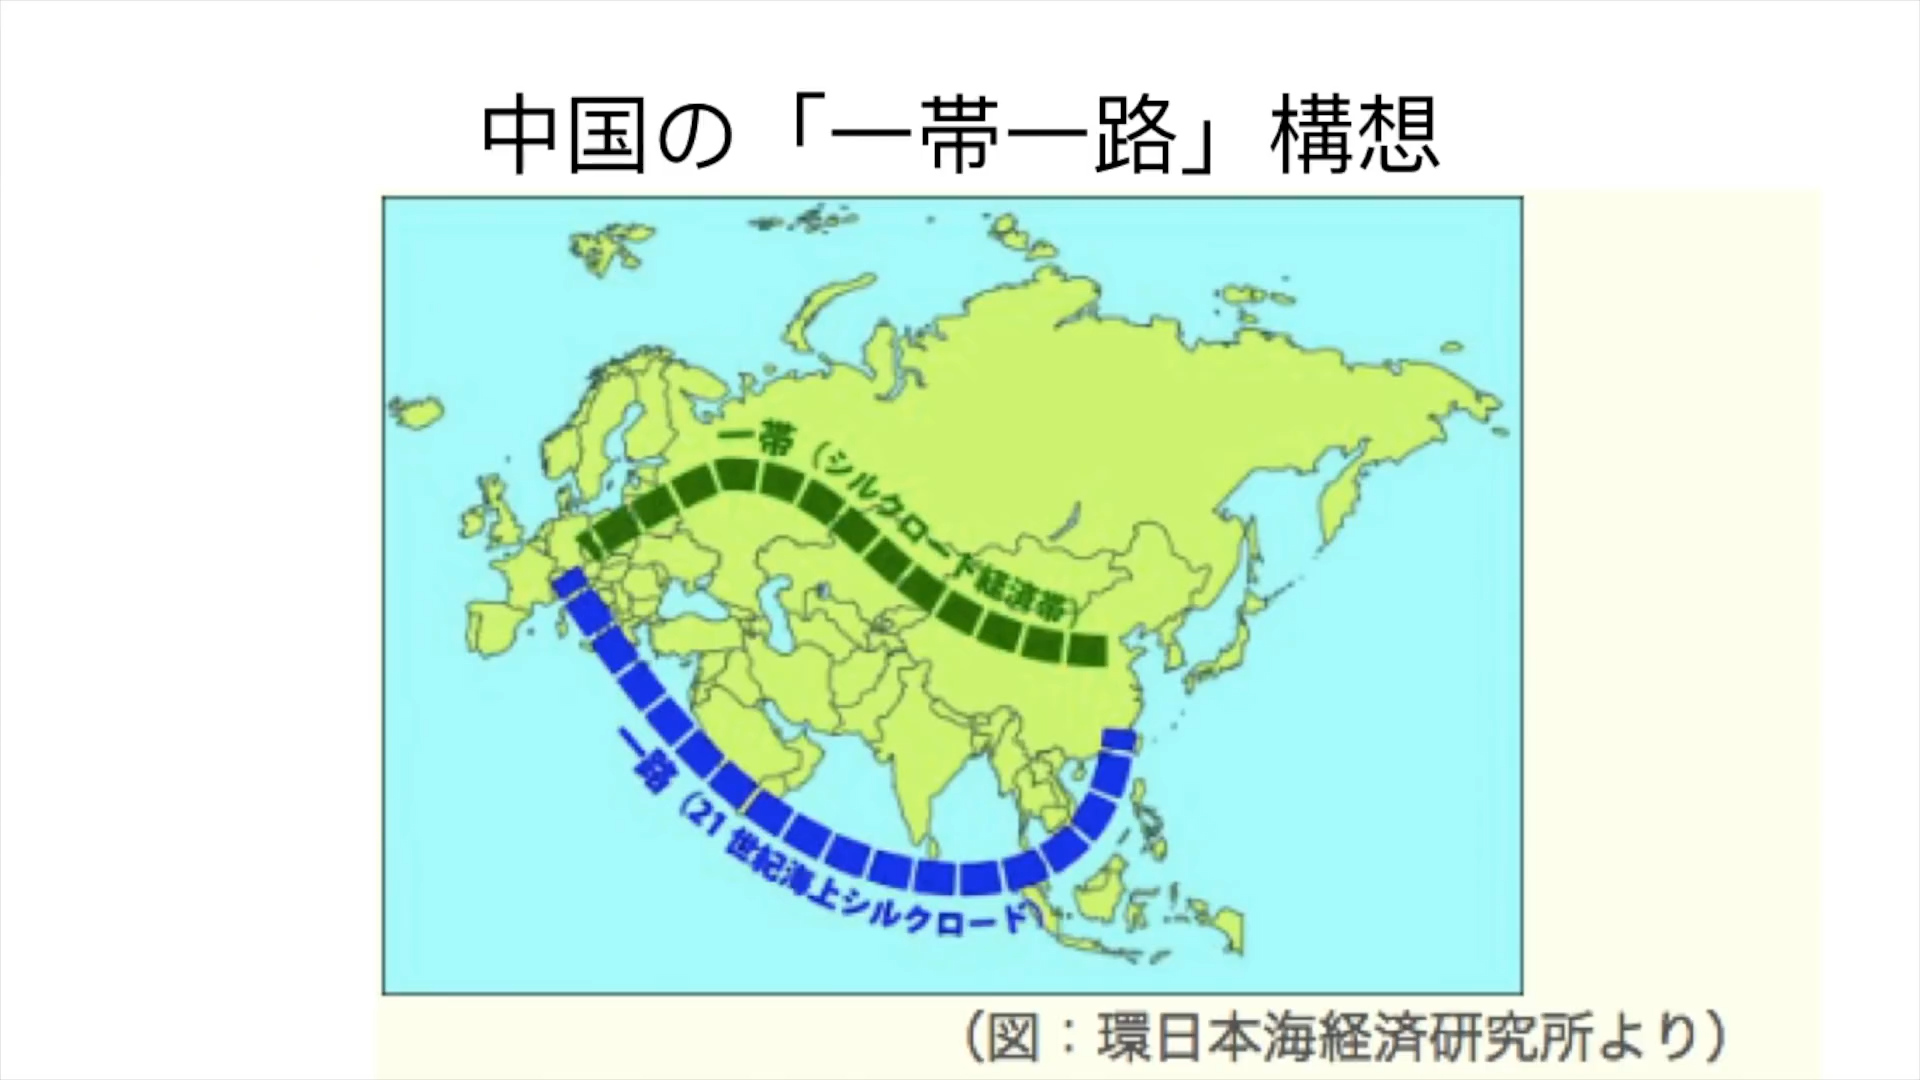 中国の「一帯一路」構想
一帯（シルクロード経済帯）
一路（21世紀海上シルクロード）
（図：環日本海経済研究所より）